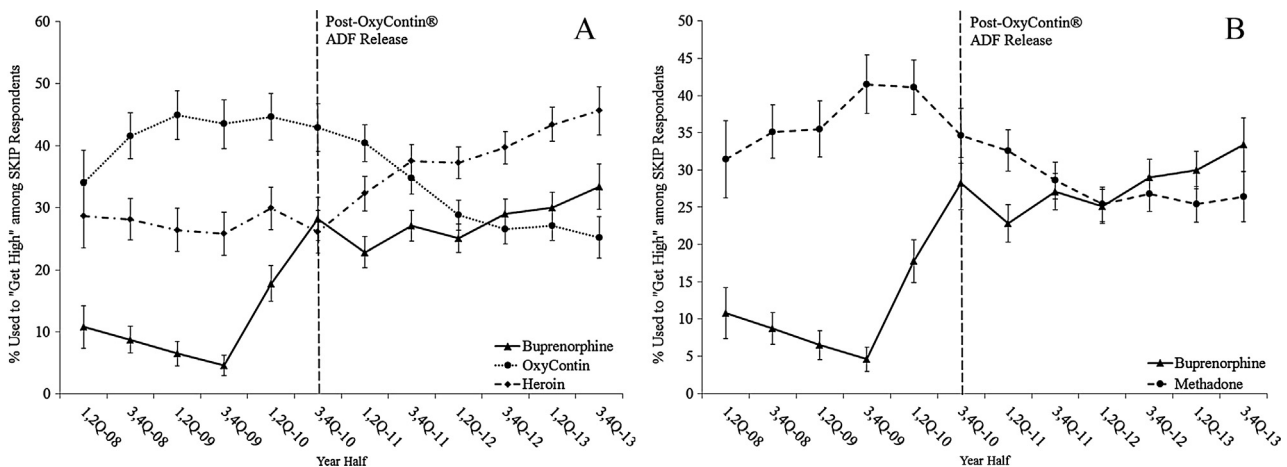 Post-OxyContin®
ADF Release
A
% Used to "Get High" among SKIP Respondents
60
50
40
30
20
10
0
Buprenorphine
OxyContin
Heroin
1,2Q-08
3,4Q-08
1,2Q-09
3,4Q-09
1,2Q-10
3,4Q-10
1,2Q-11
3,4Q-11
1,2Q-12
3,4Q-12
1,2Q-13
3,4Q-13
Year Half
Post-OxyContin®
ADF Release
B
% Used to "Get High" among SKIP Respondents
50
45
40
35
30
25
20
15
10
5
0
Buprenorphine
Methadone
1,2Q-08
3,4Q-08
1,2Q-09
3,4Q-09
1,2Q-10
3,4Q-10
1,2Q-11
3,4Q-11
1,2Q-12
3,4Q-12
1,2Q-13
3,4Q-13
Year Half